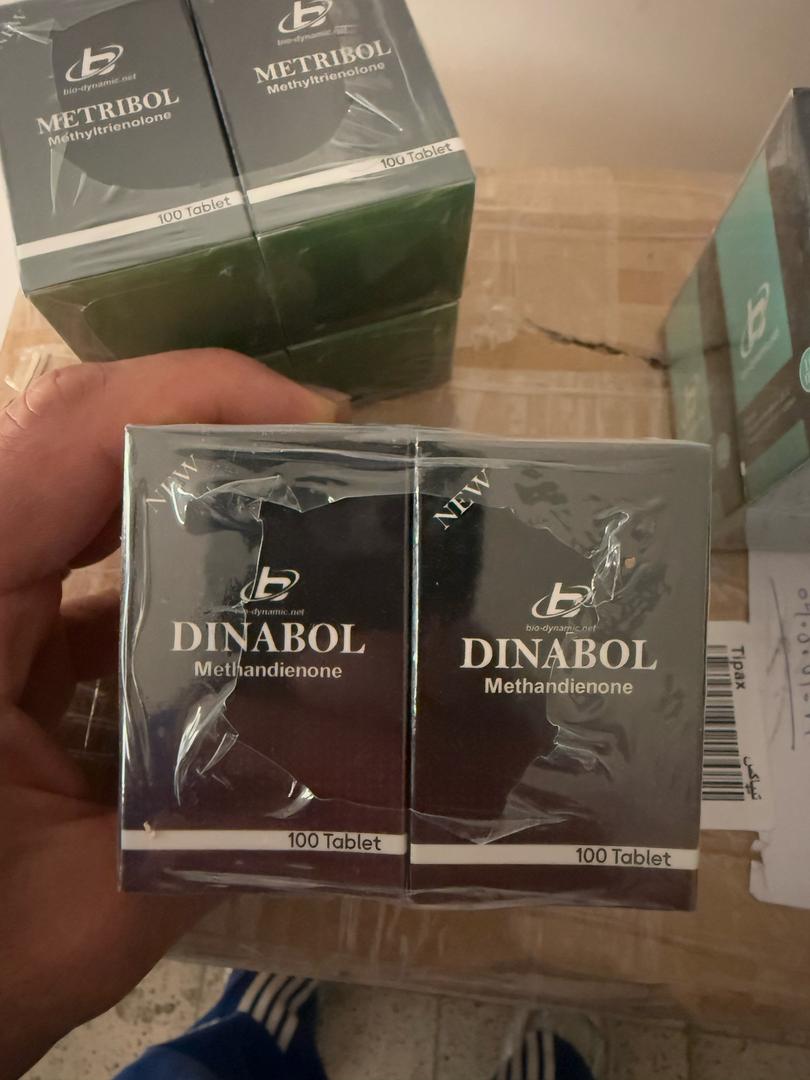 bio-dynamic.net
METRIBOL
Methyltrienolone
100 Tablet
bio-dynamic.net
METRIBOL
Methyltrienolone
100 Tablet
NEW
bio-dynamic.net
DINABOL
Methandienone
100 Tablet
NEW
bio-dynamic.net
DINABOL
Methandienone
100 Tablet
Tipax
تیپاکس